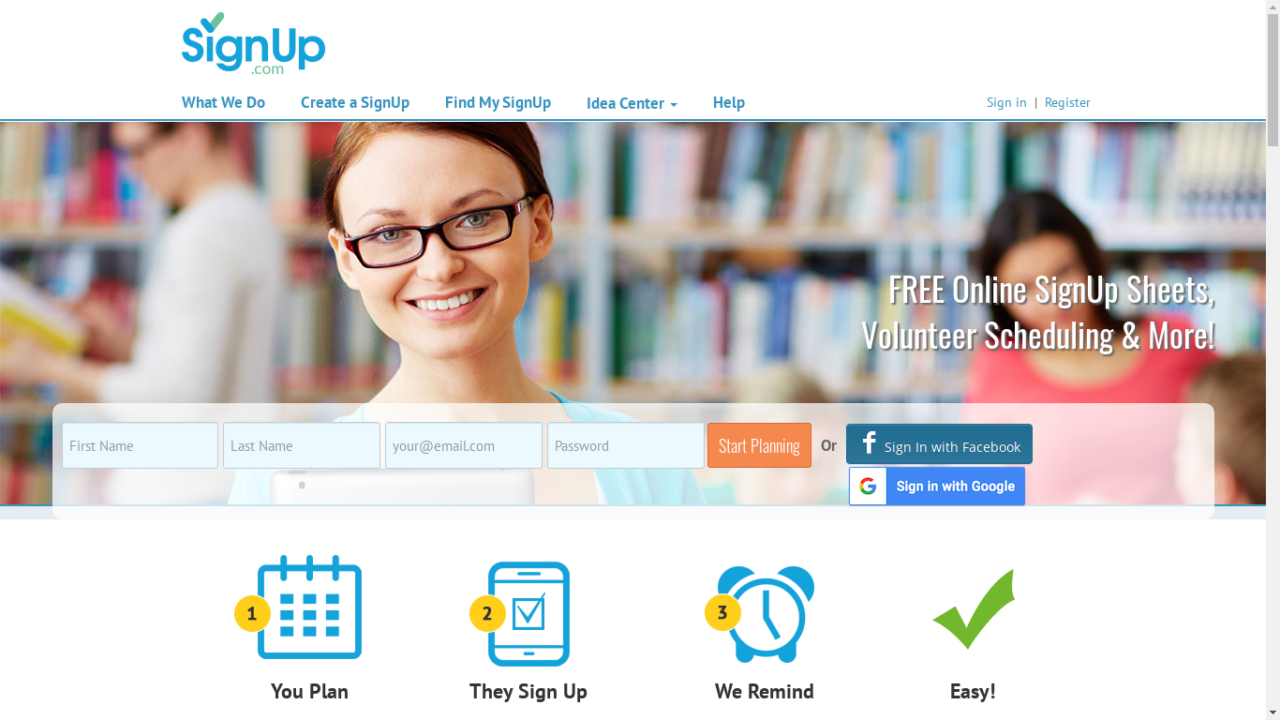 SignUp
.com
What We Do
Create a SignUp
Find My SignUp
Idea Center
Help
Sign in | Register
FREE Online SignUp Sheets,
Volunteer Scheduling & More!
First Name
Last Name
your@email.com
Password
Start Planning
Or
f Sign In with Facebook
G Sign in with Google
1
2
3
You Plan
They Sign Up
We Remind
Easy!